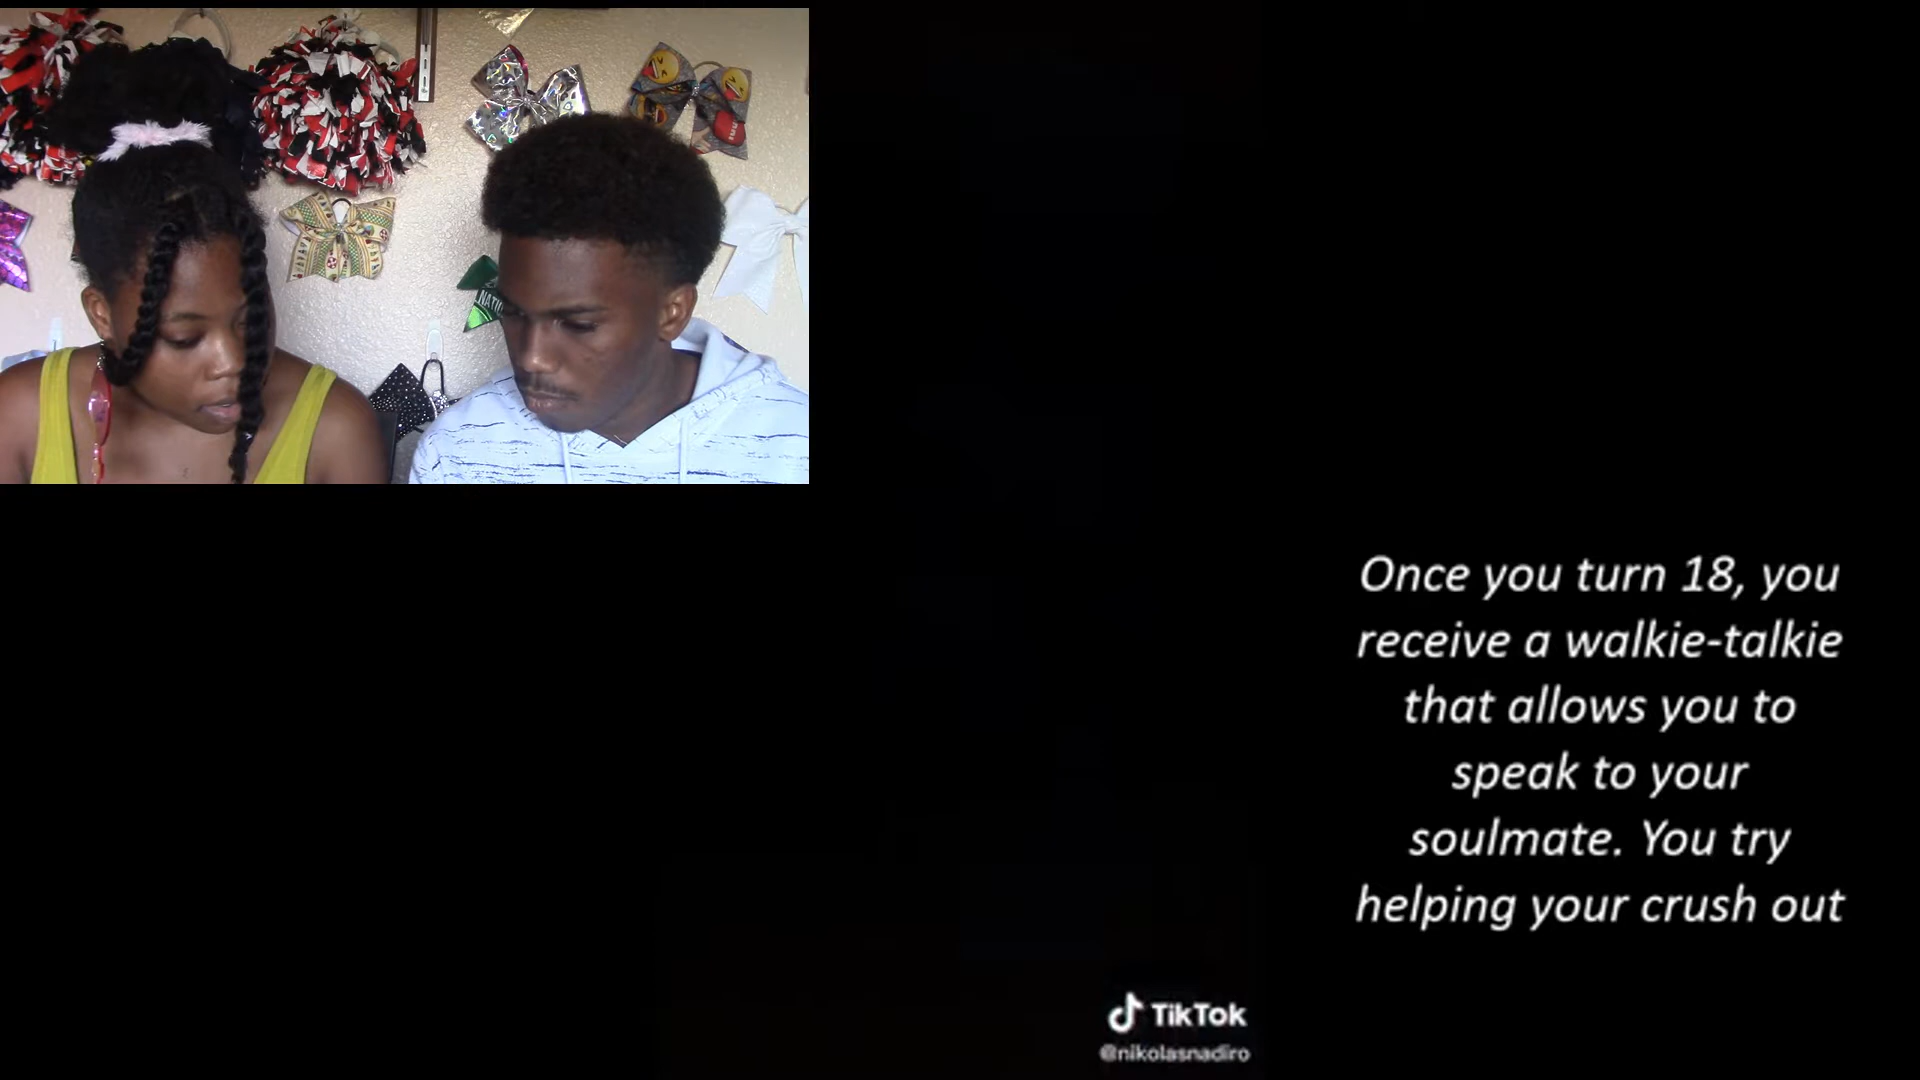 NATI
Once you turn 18, you
receive a walkie-talkie
that allows you to
speak to your
soulmate. You try
helping your crush out
TikTok
@nikolasnadiro